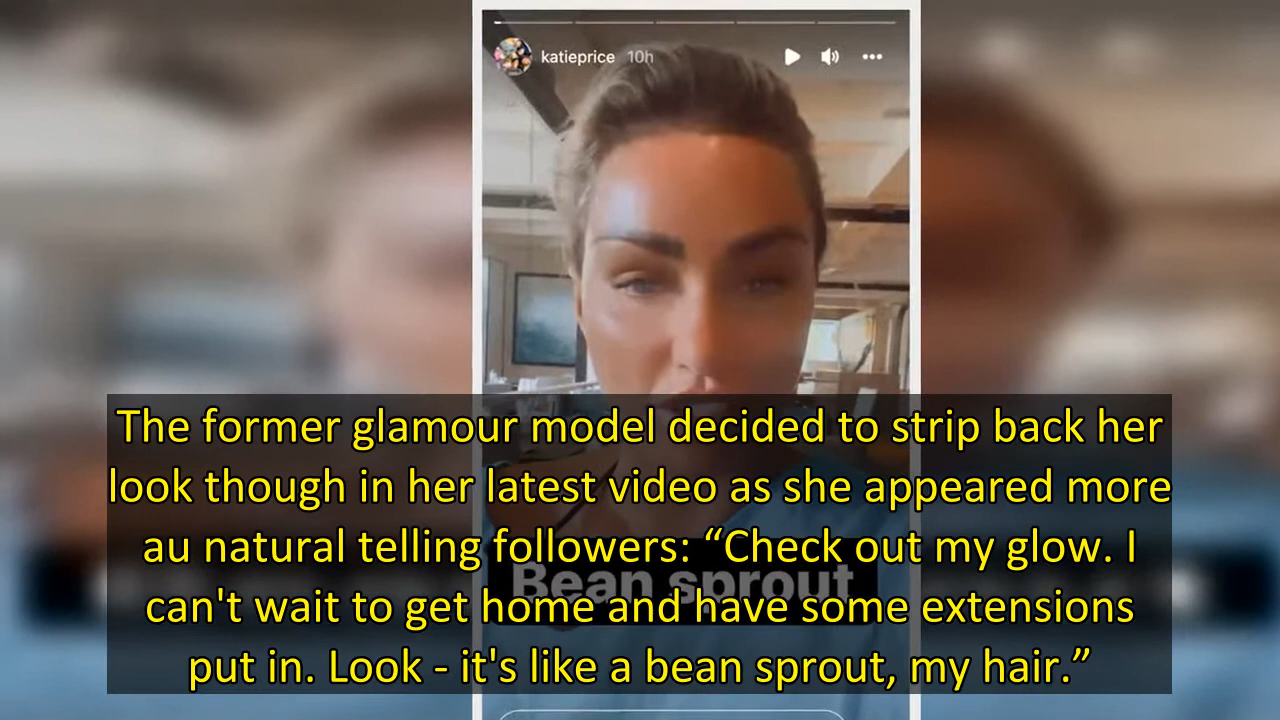 katieprice 10h
The former glamour model decided to strip back her
look though in her latest video as she appeared more
au natural telling followers: “Check out my glow. I
Bean sprout
can't wait to get home and have some extensions
put in. Look - it's like a bean sprout, my hair.”